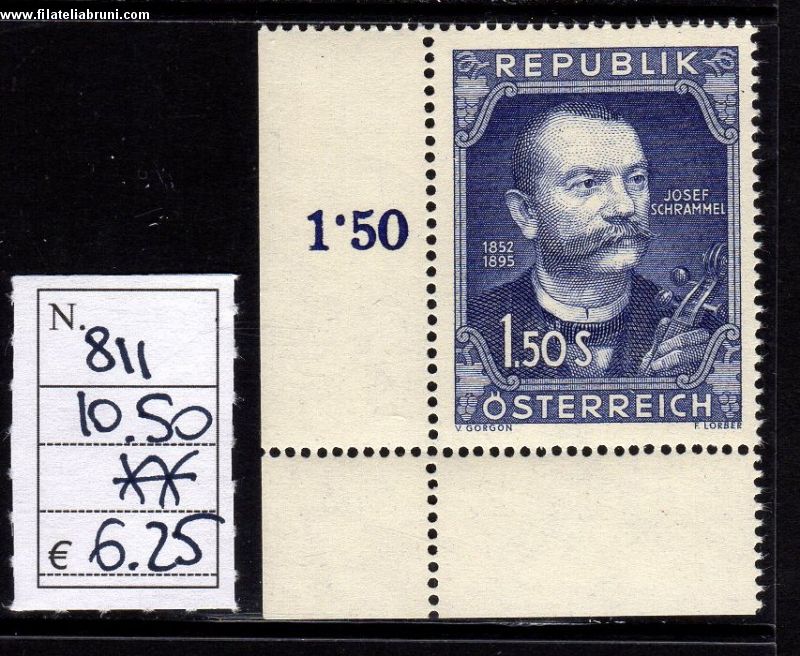 www.filateliabruni.com
REPUBLIK
JOSEF
SCHRAMMEL
1852
1895
1·50
1.50 S
ÖSTERREICH
V. GORGON
F. LORBER
N.
811
10.50
**
€ 6.25